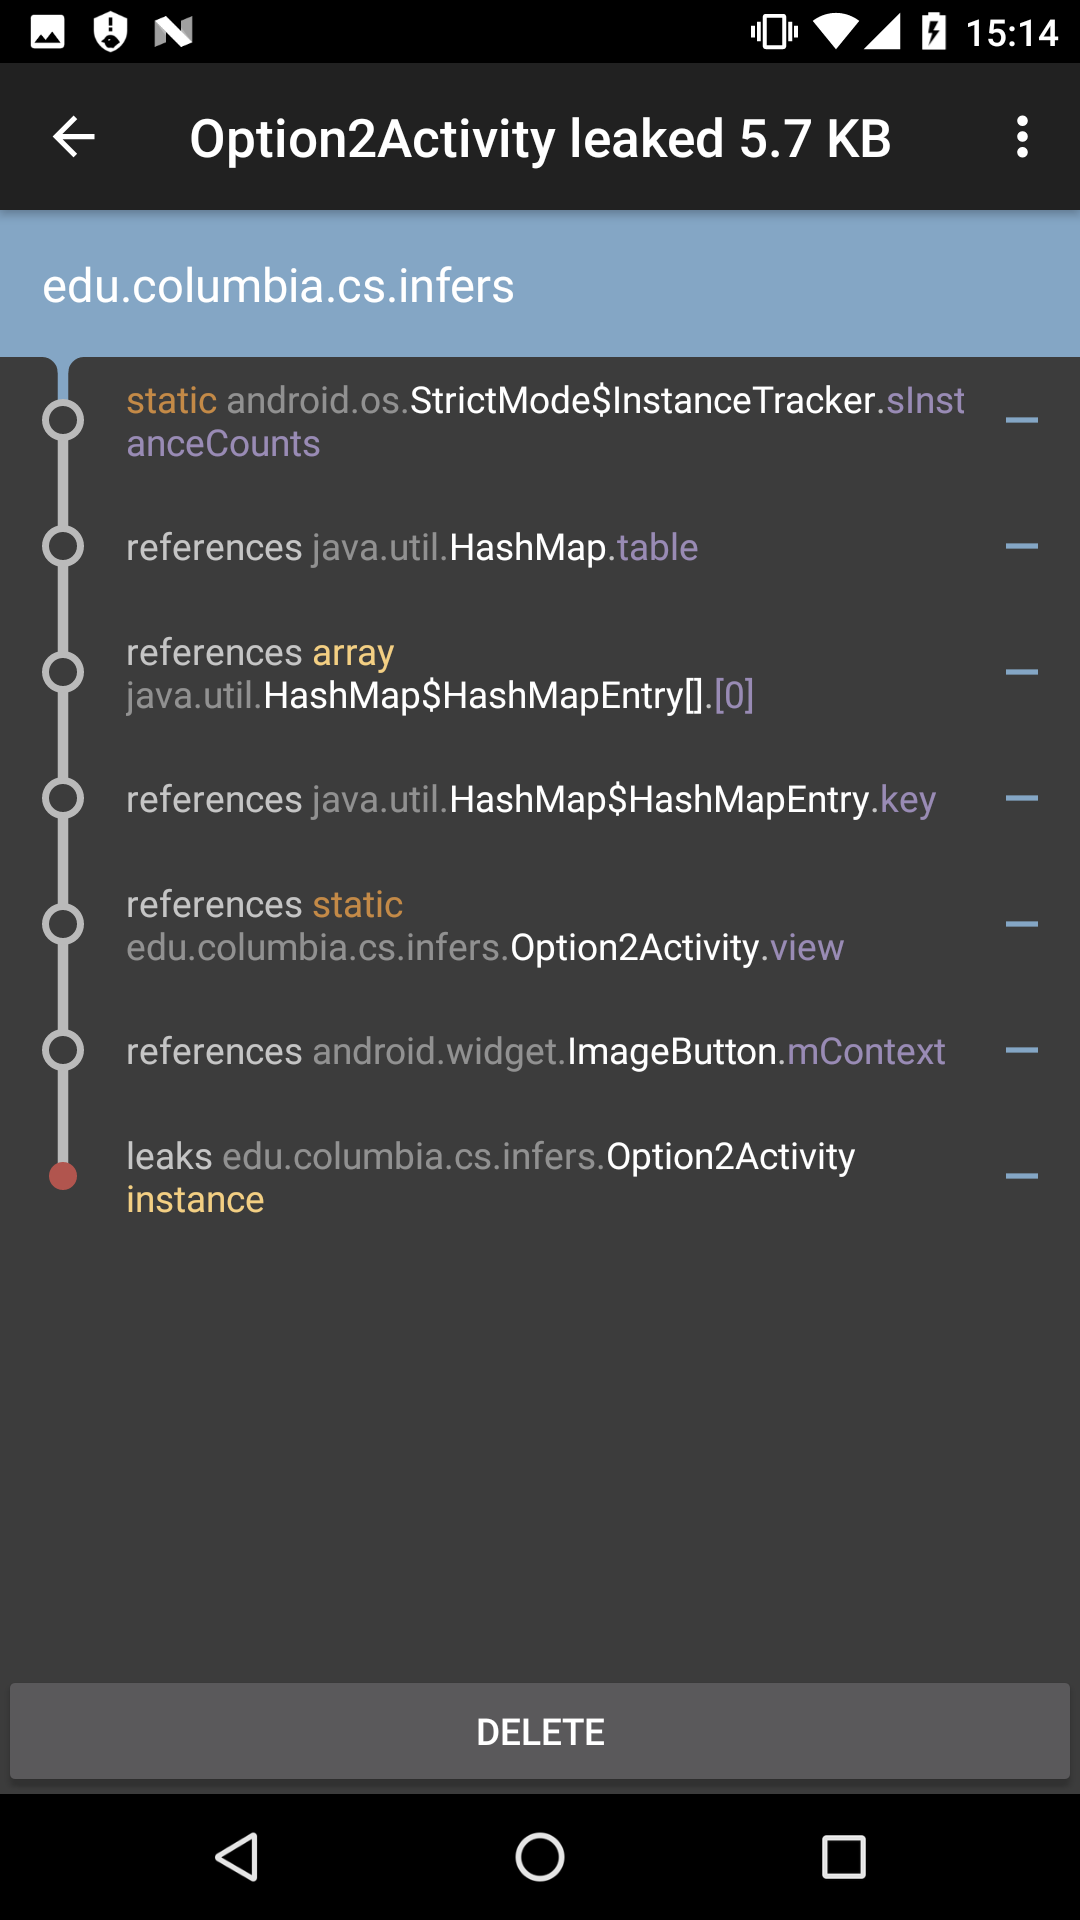 15:14
Option2Activity leaked 5.7 KB
edu.columbia.cs.infers
static android.os.StrictMode$InstanceTracker.sInst
anceCounts
references java.util.HashMap.table
references array
java.util.HashMap$HashMapEntry[].[0]
references java.util.HashMap$HashMapEntry.key
references static
edu.columbia.cs.infers.Option2Activity.view
references android.widget.ImageButton.mContext
leaks edu.columbia.cs.infers.Option2Activity
instance
DELETE